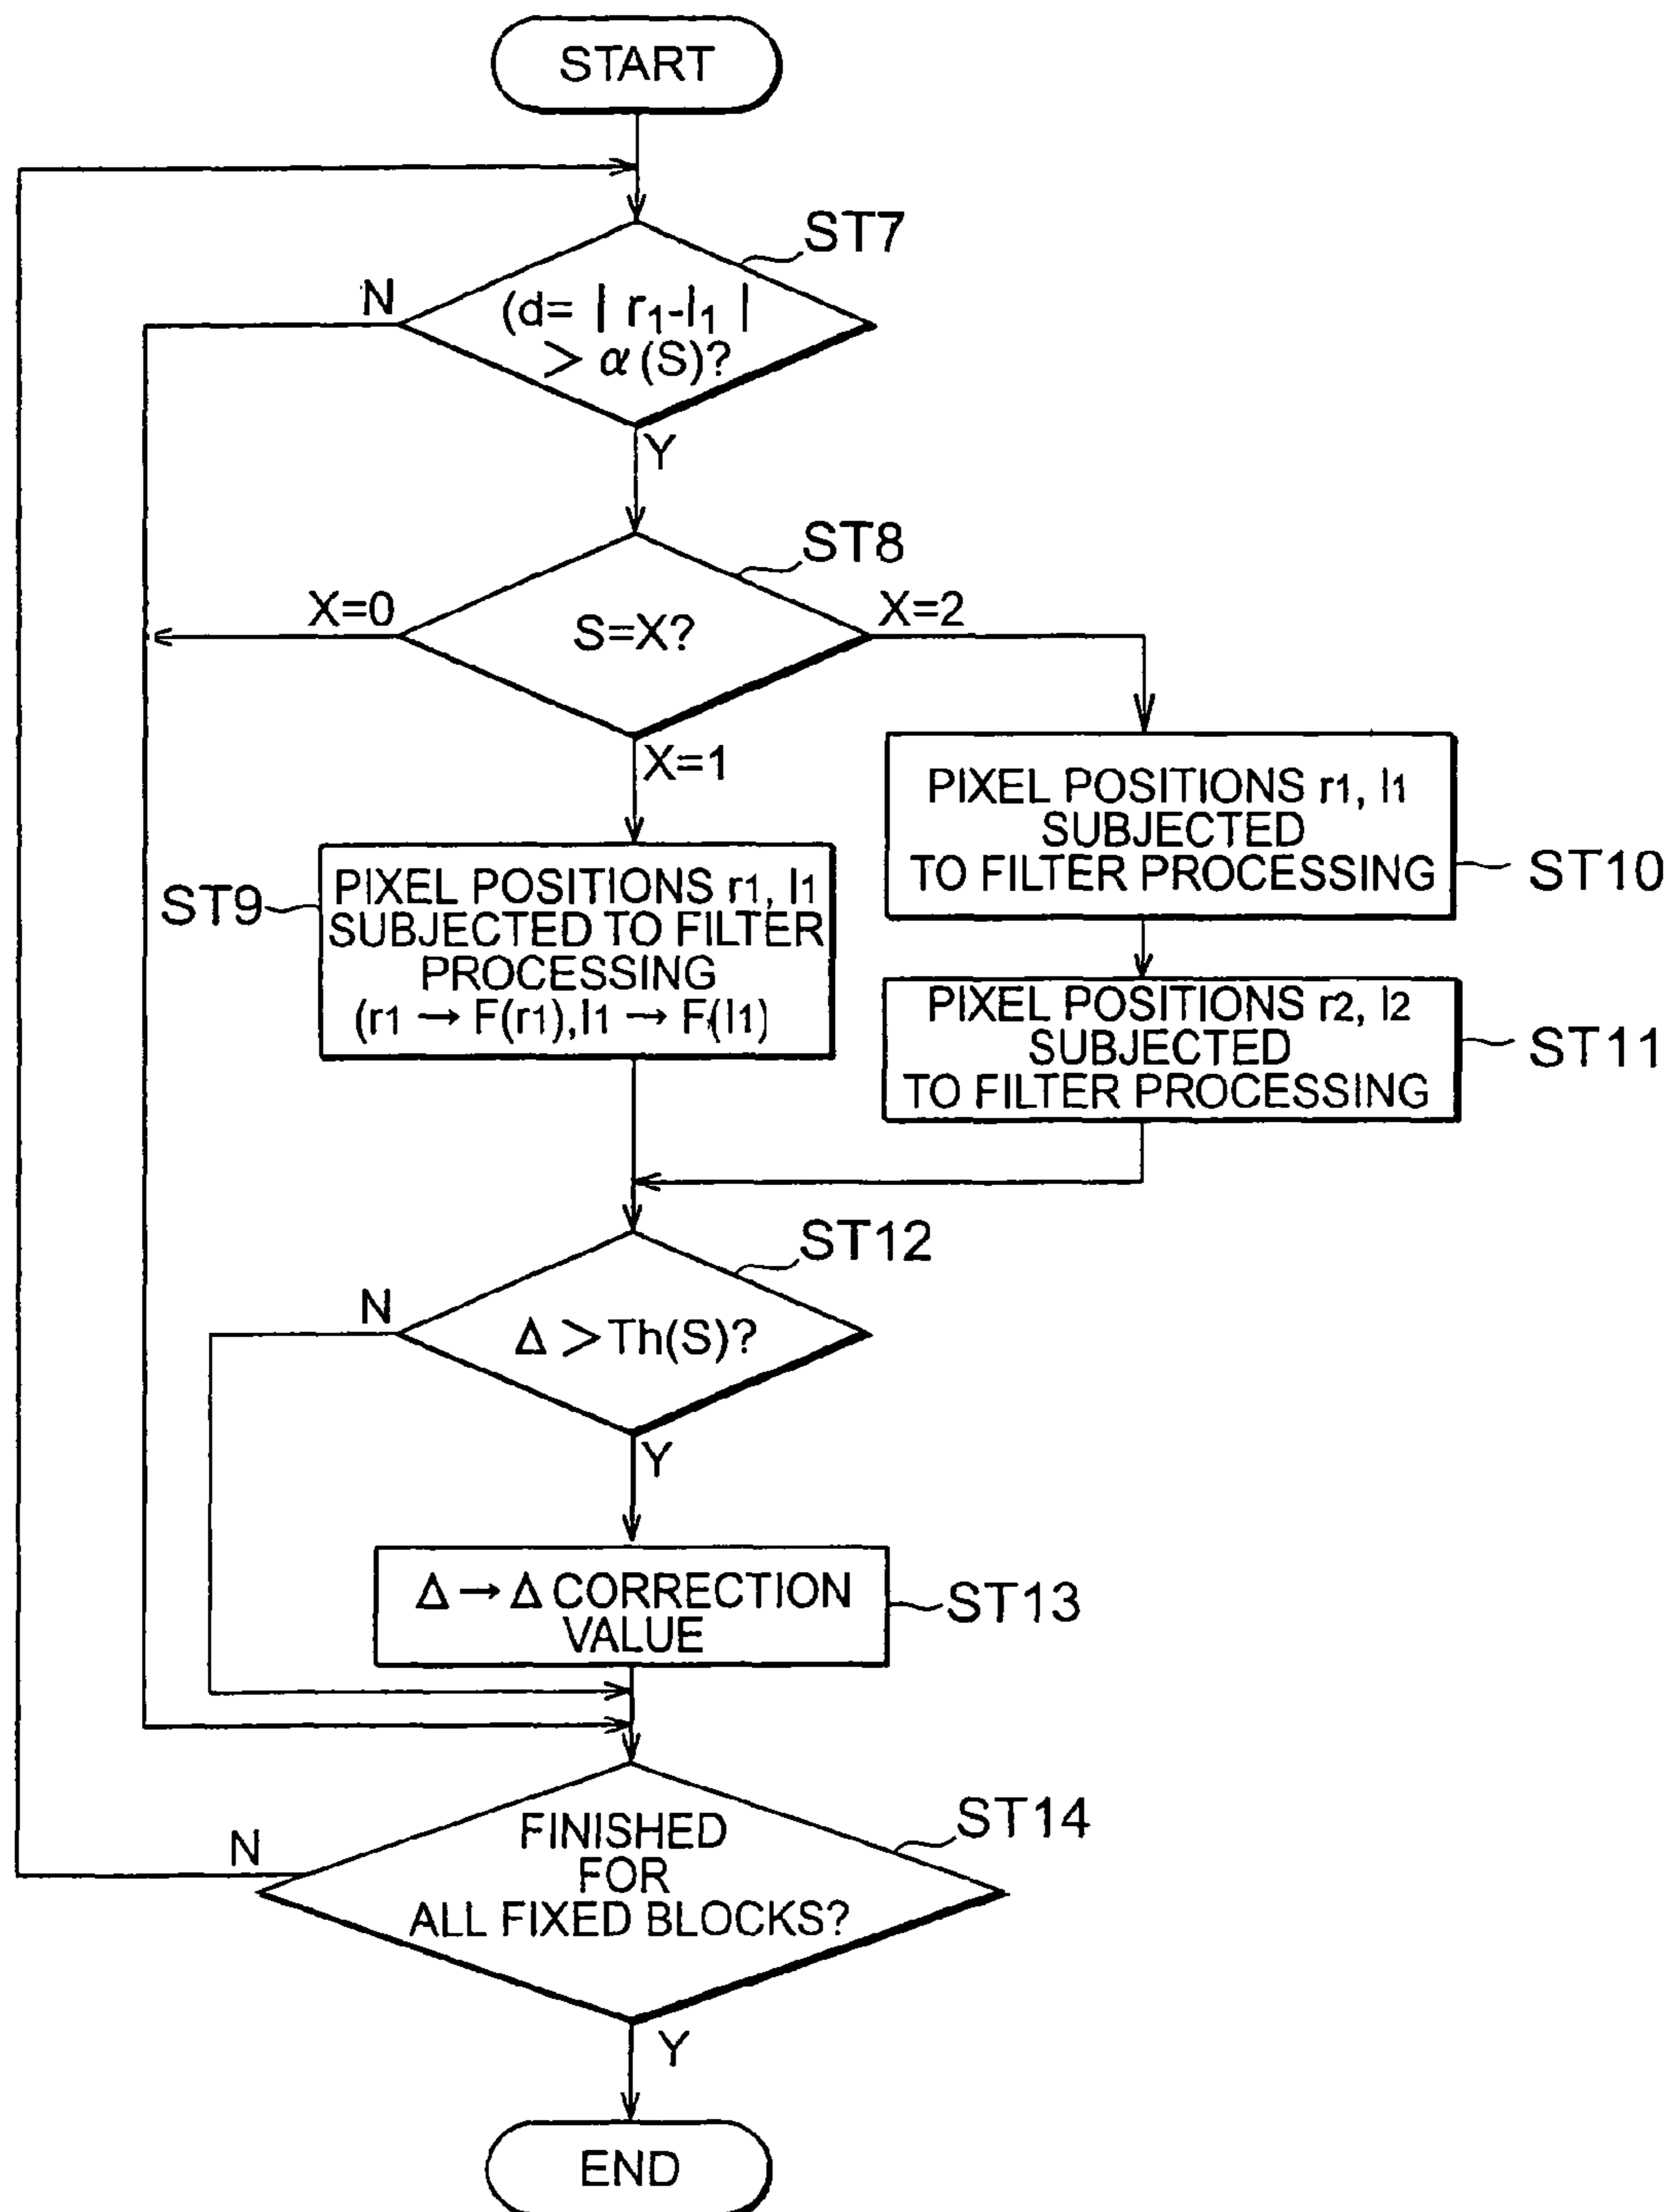 START
ST7
N
(d= | r1-l1 |
> α(S)?
Y
ST8
X=0
S=X?
X=2
X=1
PIXEL POSITIONS r1, l1
SUBJECTED
TO FILTER PROCESSING
ST10
ST9
PIXEL POSITIONS r1, l1
SUBJECTED TO FILTER
PROCESSING
(r1 → F(r1),l1 → F(l1)
PIXEL POSITIONS r2, l2
SUBJECTED
TO FILTER PROCESSING
ST11
ST12
N
Δ >Th(S)?
Y
Δ→Δ CORRECTION
VALUE
ST13
ST14
N
FINISHED
FOR
ALL FIXED BLOCKS?
Y
END